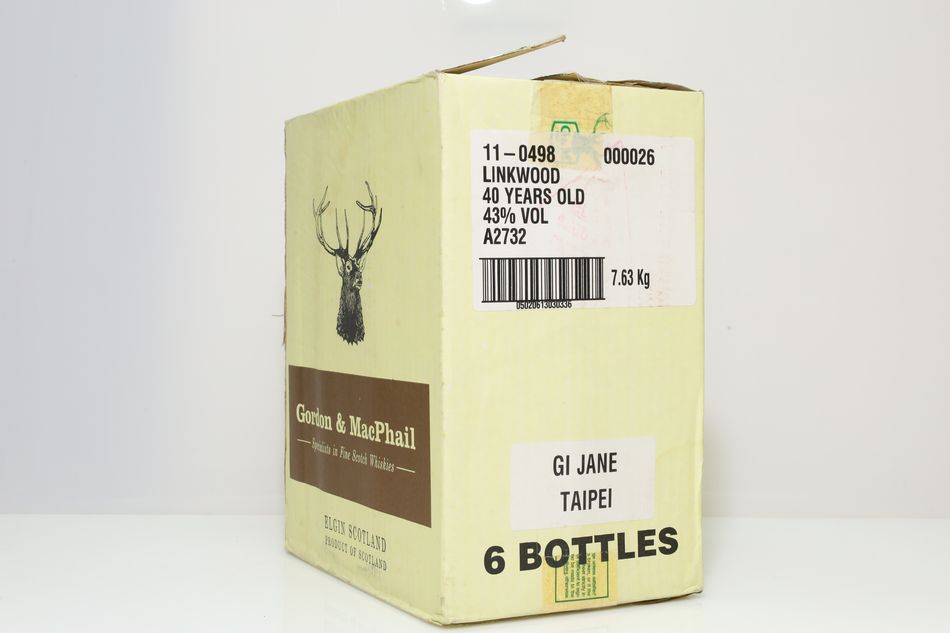 Gordon & MacPhail
Specialists in Fine Scotch Whiskies
ELGIN SCOTLAND
PRODUCT OF SCOTLAND
11-0498 000026
LINKWOOD
40 YEARS OLD
43% VOL
A2732
7.63 Kg
05020613030336
GI JANE
TAIPEI
6 BOTTLES